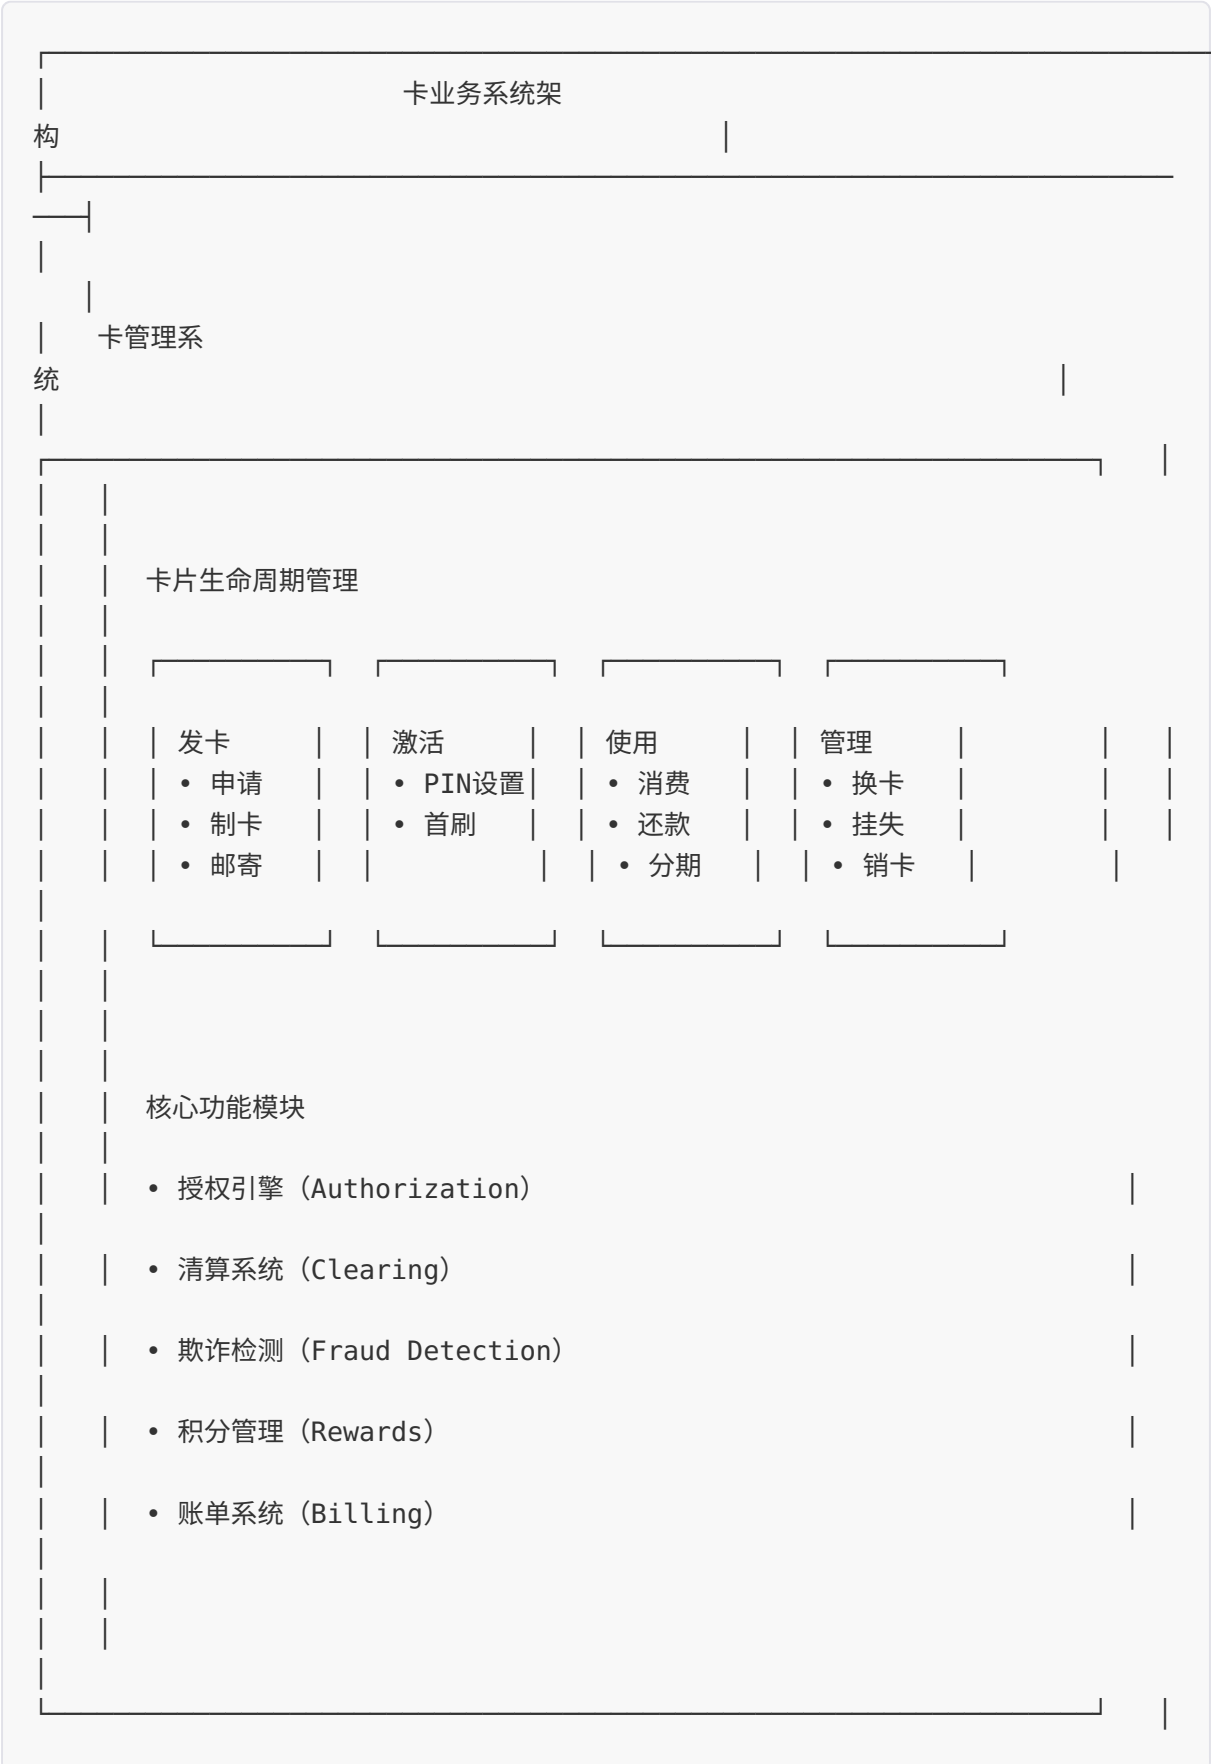 卡业务系统架
构
卡管理系
统
卡片生命周期管理
发卡 激活 使用 管理
• 申请 • PIN设置 • 消费 • 换卡
• 制卡 • 首刷 • 还款 • 挂失
• 邮寄 • 分期 • 销卡
核心功能模块
• 授权引擎（Authorization）
• 清算系统（Clearing）
• 欺诈检测（Fraud Detection）
• 积分管理（Rewards）
• 账单系统（Billing）